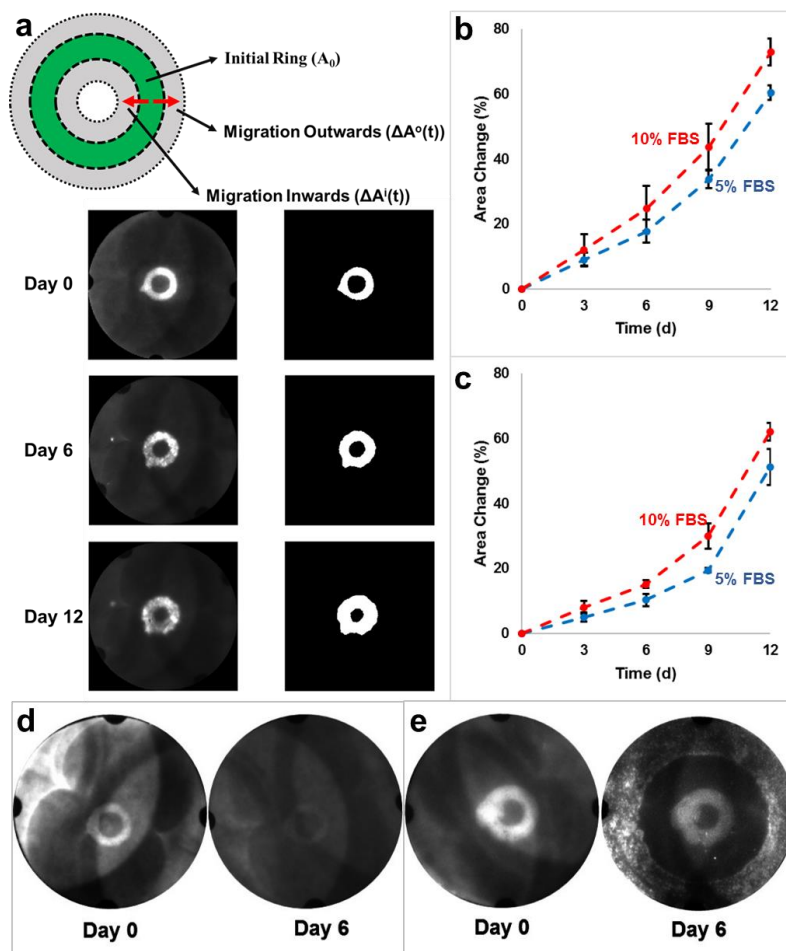 a
Initial Ring (A₀)
Migration Outwards (ΔAᵒ(t))
Migration Inwards (ΔAⁱ(t))
Day 0
Day 6
Day 12
b
80
60
40
20
0
Area Change (%)
10% FBS
5% FBS
0 3 6 9 12
Time (d)
c
80
60
40
20
0
Area Change (%)
10% FBS
5% FBS
0 3 6 9 12
Time (d)
d
Day 0 Day 6
e
Day 0 Day 6